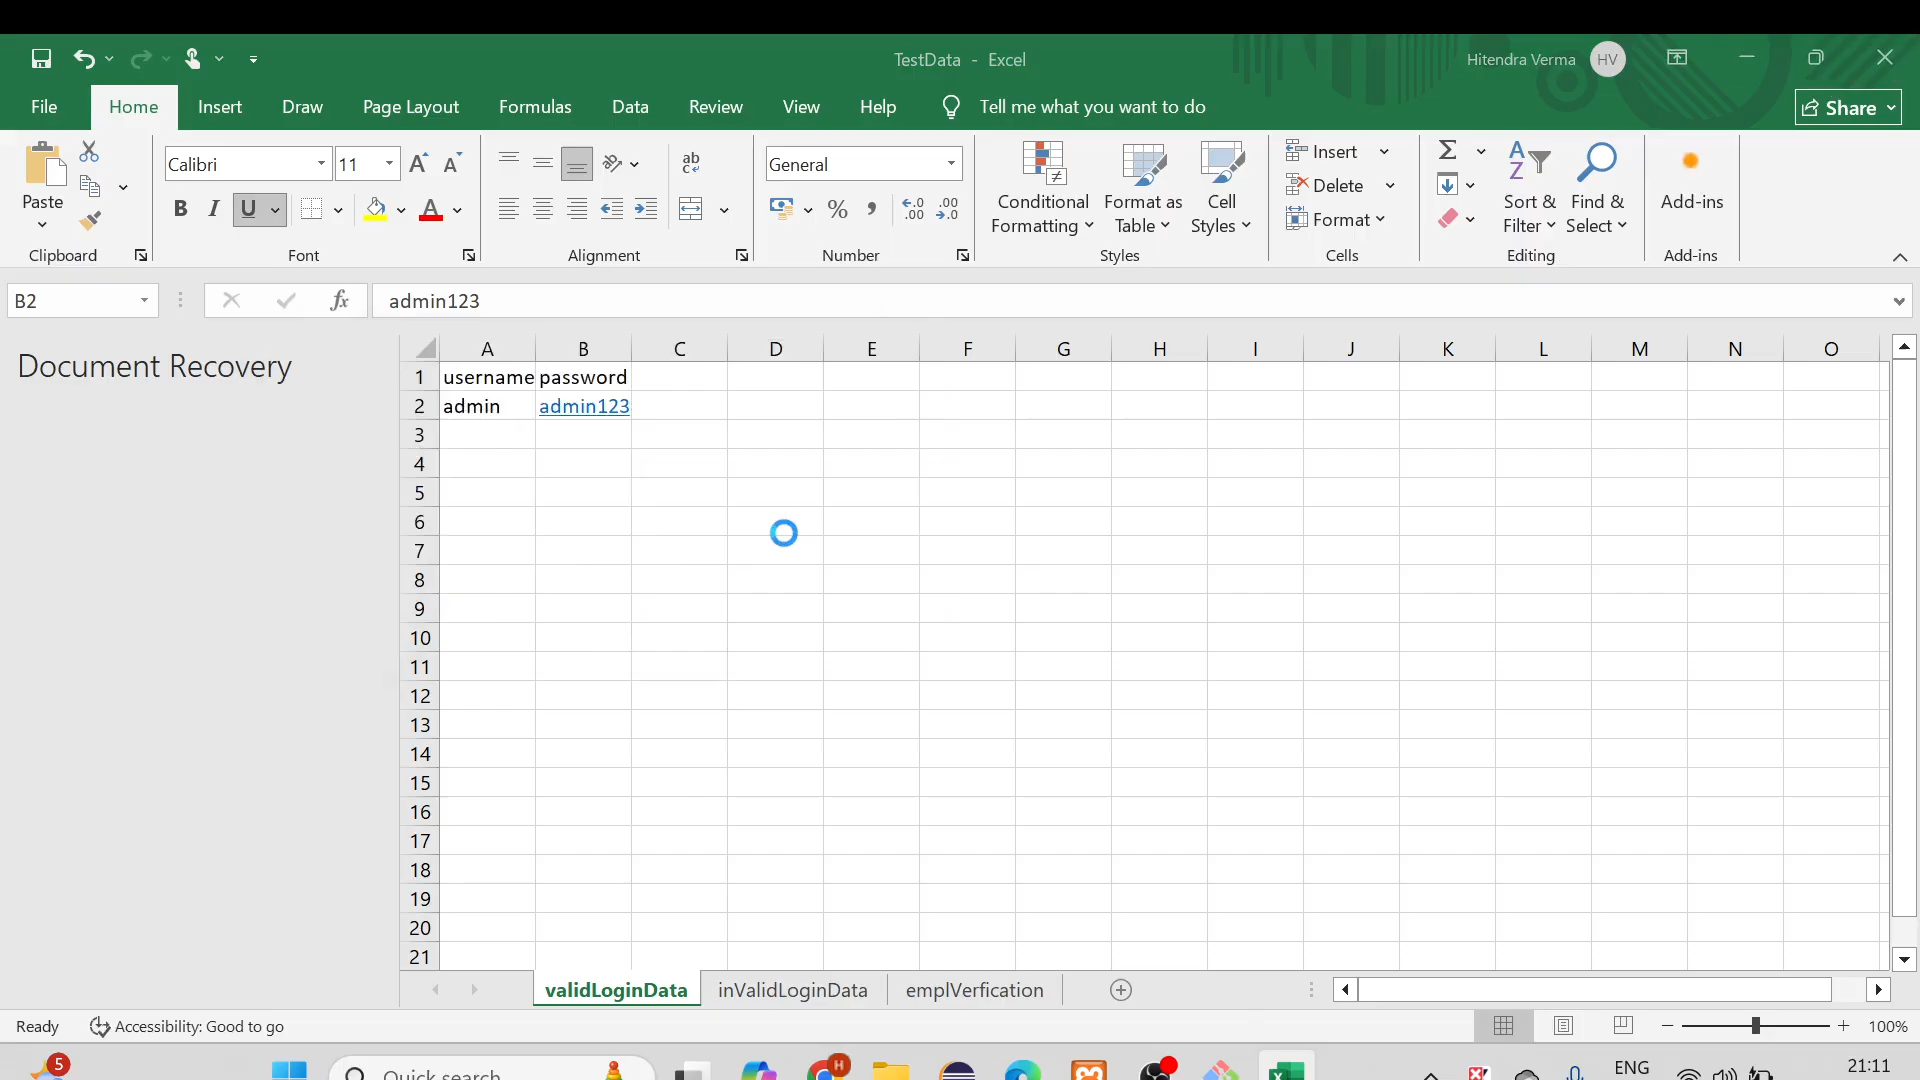 TestData - Excel
Hitendra Verma HV
File Home Insert Draw Page Layout Formulas Data Review View Help Tell me what you want to do Share
Paste
Clipboard
Calibri 11
B I U
Font
ab
Alignment
General
% ,
Number
Conditional Formatting
Format as Table
Cell Styles
Styles
Insert
Delete
Format
Cells
Sort & Filter
Find & Select
Editing
Add-ins
Add-ins
B2 fx admin123
Document Recovery
A B C D E F G H I J K L M N O
1 username password
2 admin admin123
3
4
5
6
7
8
9
10
11
12
13
14
15
16
17
18
19
20
21
validLoginData inValidLoginData emplVerfication
Ready Accessibility: Good to go 100%
5 Quick search H ENG 21:11